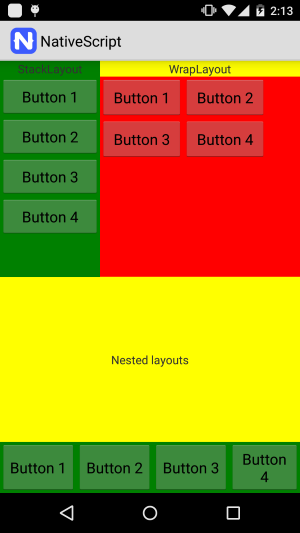 2:13
NativeScript
StackLayout
Button 1
Button 2
Button 3
Button 4
WrapLayout
Button 1 Button 2
Button 3 Button 4
Nested layouts
Button 1 Button 2 Button 3 Button
4